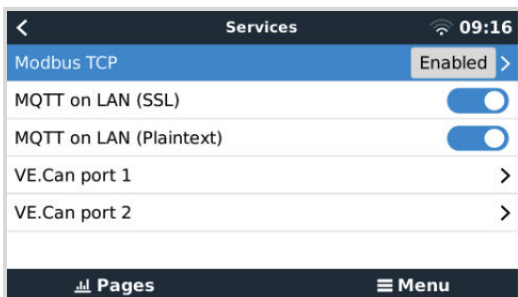 Services 09:16
Modbus TCP Enabled
MQTT on LAN (SSL)
MQTT on LAN (Plaintext)
VE.Can port 1
VE.Can port 2
Pages Menu